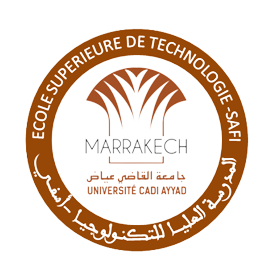 ECOLE SUPERIEURE DE TECHNOLOGIE -SAFI
MARRAKECH
جامعة القاضي عياض
UNIVERSITÉ CADI AYYAD
المدرسة العليا للتكنولوجيا -آسفي